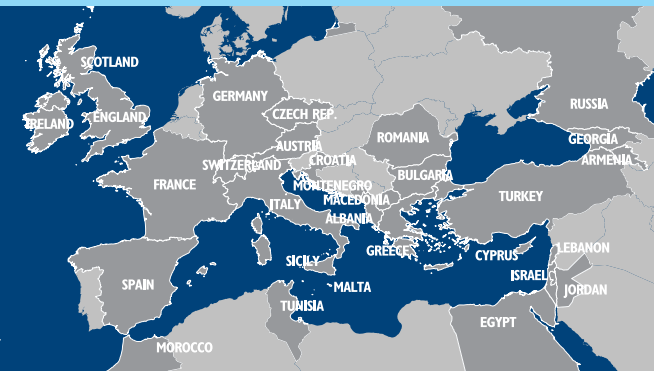 SCOTLAND
GERMANY
RUSSIA
CZECH REP.
IRELAND
ENGLAND
ROMANIA
GEORGIA
AUSTRIA
CROATIA
ARMENIA
SWITZERLAND
BULGARIA
FRANCE
MONTENEGRO
MACEDONIA
TURKEY
ITALY
ALBANIA
GREECE
LEBANON
CYPRUS
SICILY
ISRAEL
SPAIN
MALTA
JORDAN
TUNISIA
EGYPT
MOROCCO